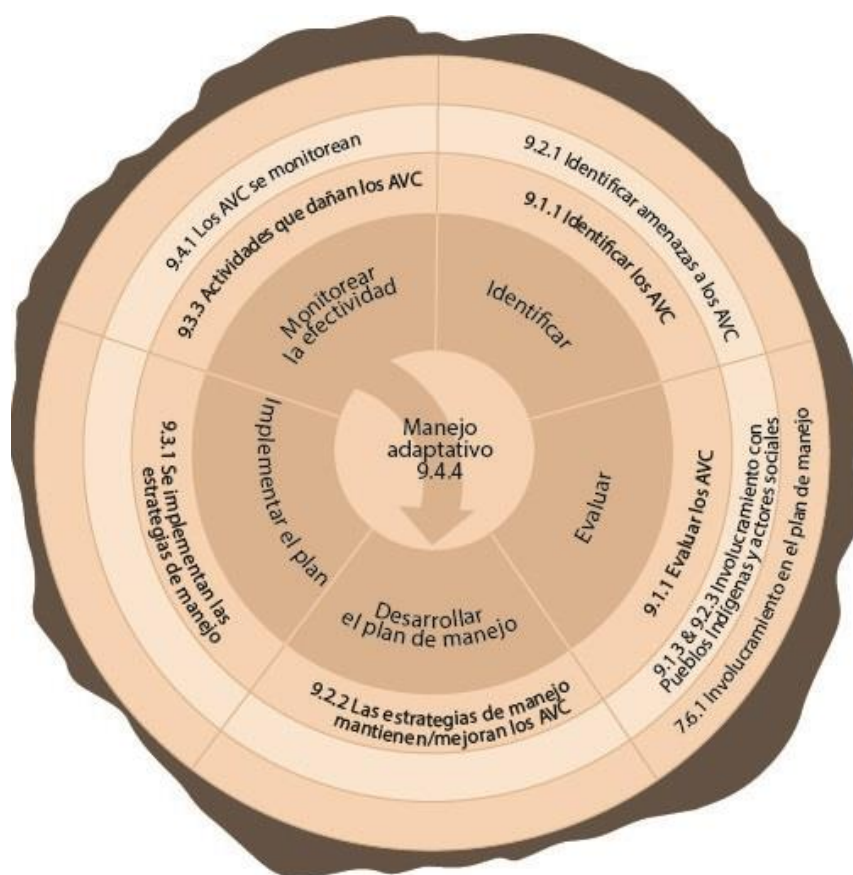 9.2.1 Identificar amenazas a los AVC
9.1.1 Identificar los AVC
Identificar
7.6.1 Involucramiento en el plan de manejo
9.1.3 & 9.2.3 Involucramiento con
Pueblos Indígenas y actores sociales
9.1.1 Evaluar los AVC
Evaluar
Desarrollar
el plan de manejo
9.2.2 Las estrategias de manejo
mantienen/mejoran los AVC
Implementar el plan
9.3.1 Se implementan las
estrategias de manejo
9.4.1 Los AVC se monitorean
9.3.3 Actividades que dañan los AVC
Monitorear
la efectividad
Manejo
adaptativo
9.4.4